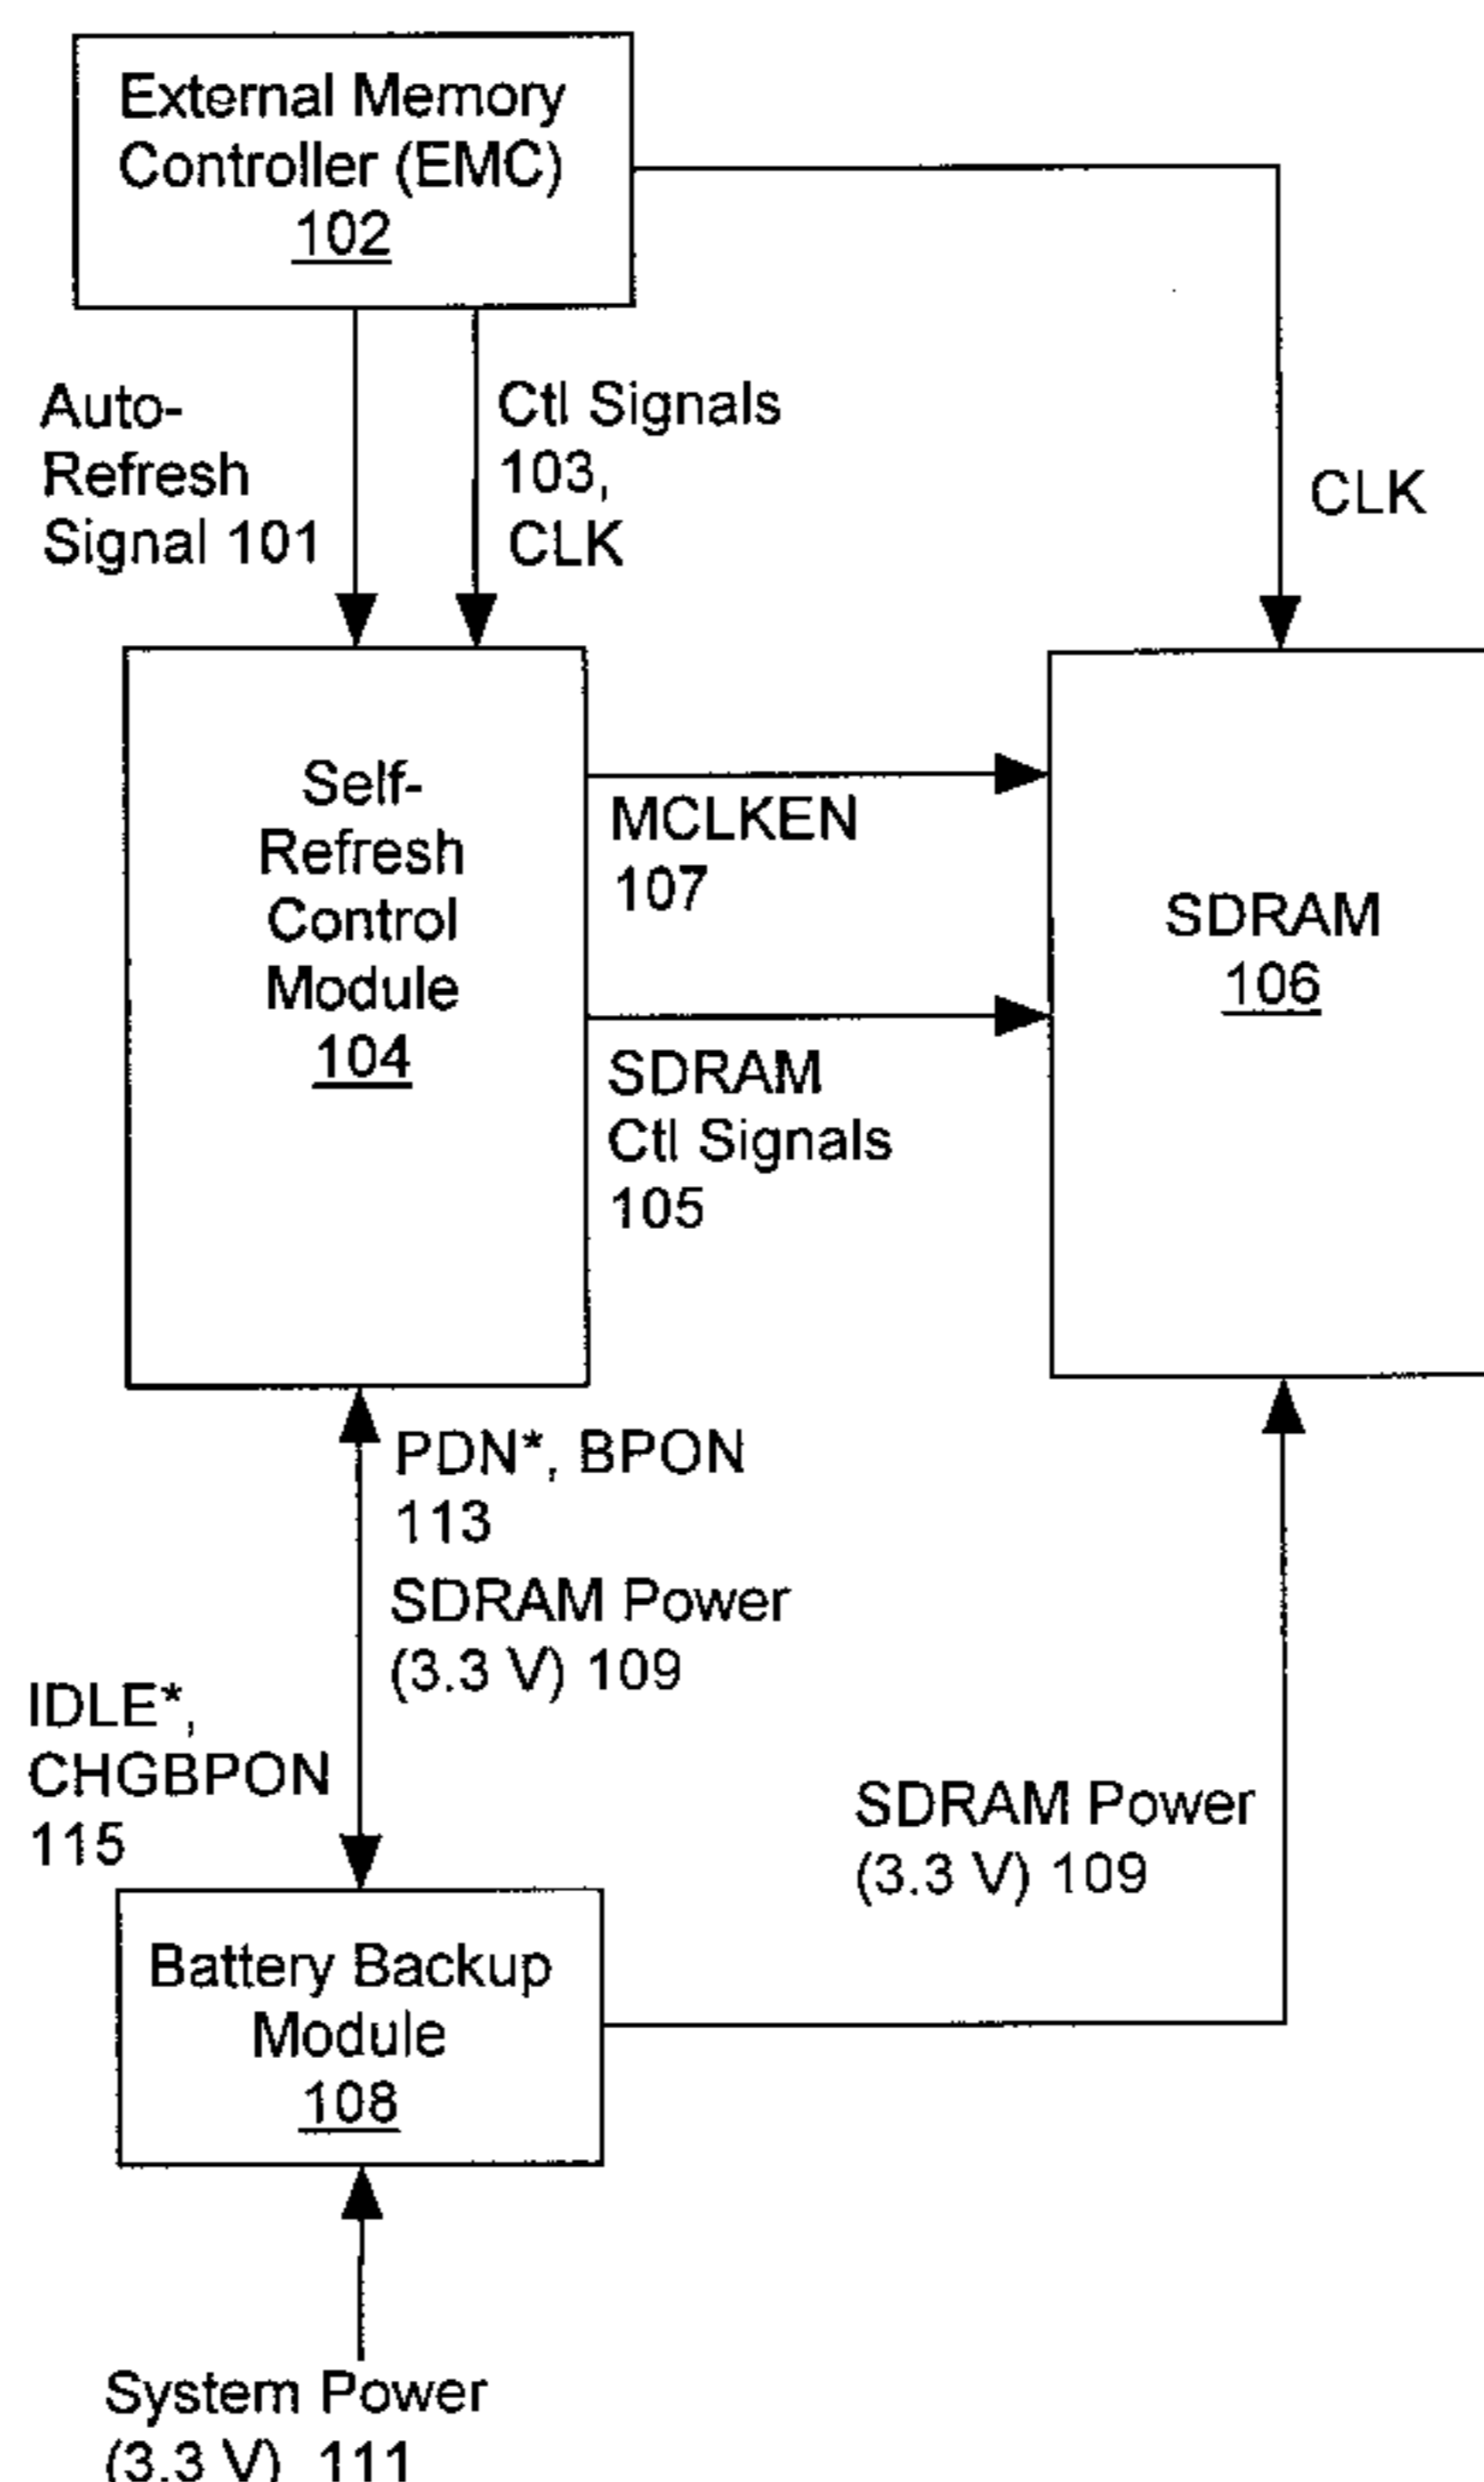 External Memory
Controller (EMC)
102
Auto-
Refresh
Signal 101
Ctl Signals
103,
CLK
CLK
Self-
Refresh
Control
Module
104
MCLKEN
107
SDRAM
Ctl Signals
105
SDRAM
106
PDN*, BPON
113
SDRAM Power
(3.3 V) 109
IDLE*,
CHGBPON
115
SDRAM Power
(3.3 V) 109
Battery Backup
Module
108
System Power
(3.3 V) 111